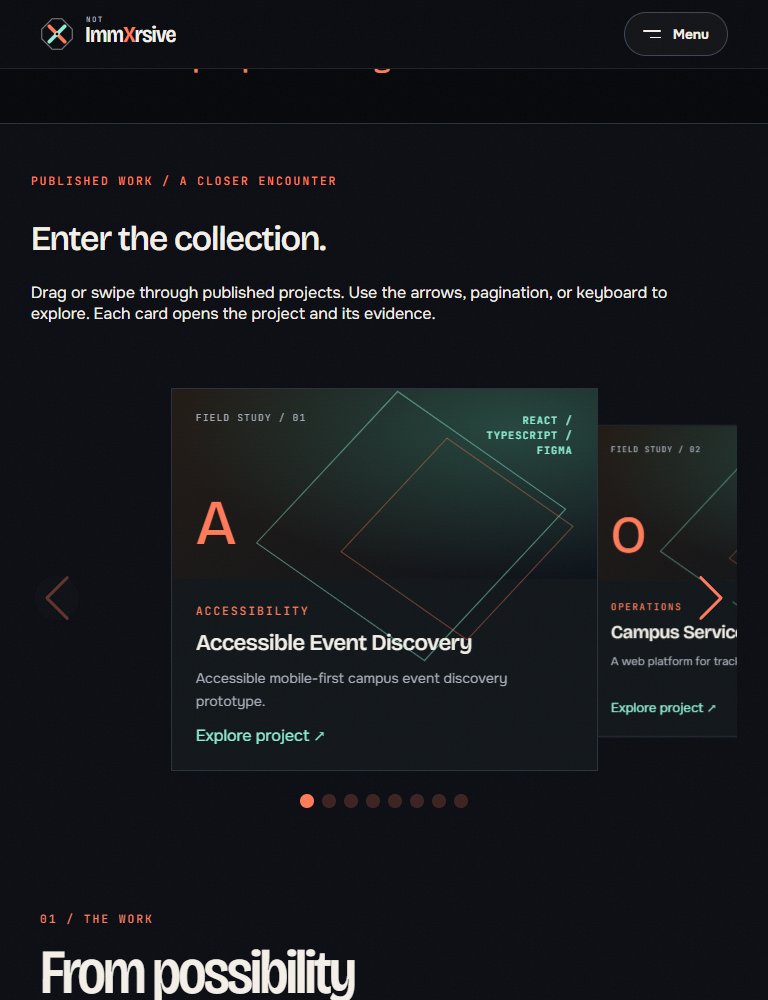 NOT
ImmXrsive
Menu
PUBLISHED WORK / A CLOSER ENCOUNTER
Enter the collection.
Drag or swipe through published projects. Use the arrows, pagination, or keyboard to
explore. Each card opens the project and its evidence.
FIELD STUDY / 01
REACT /
TYPESCRIPT /
FIGMA
A
ACCESSIBILITY
Accessible Event Discovery
Accessible mobile-first campus event discovery
prototype.
Explore project ↗
FIELD STUDY / 02
O
OPERATIONS
Campus Servic
A web platform for trac
Explore project ↗
01 / THE WORK
From possibility